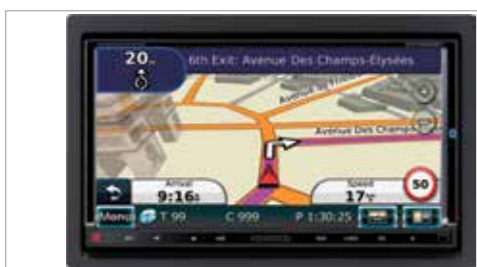 20
6th Exit: Avenue Des Champs-Elysées
Avenue
Avenue Des Champs
Arrival
9:16
Speed
17
50
Menu
T 99
C 999
P 1:30:25